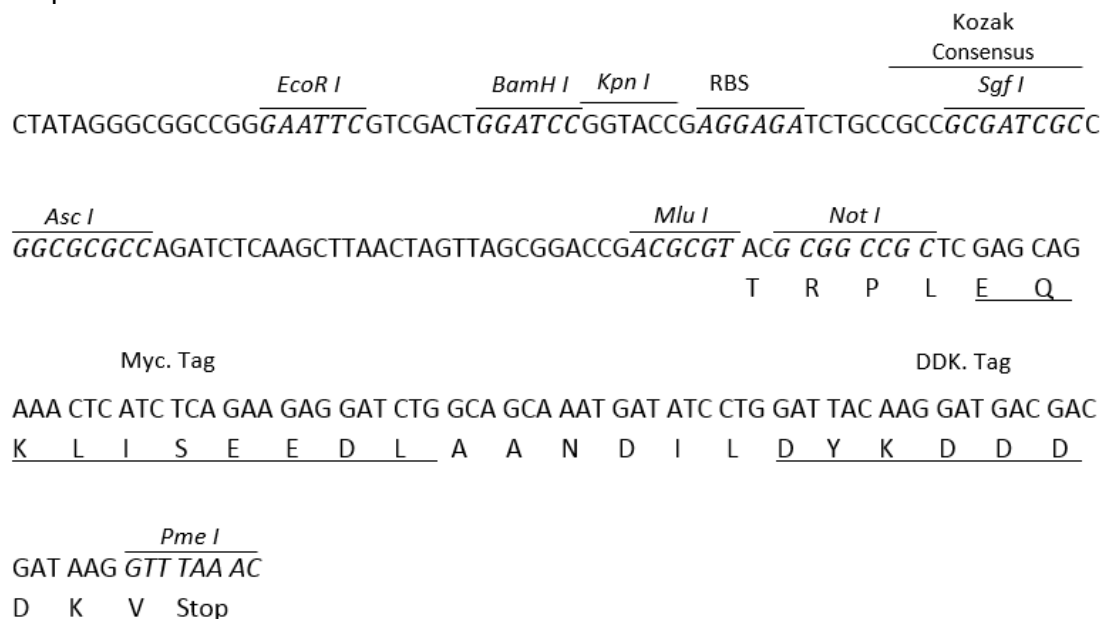 Kozak
Consensus
EcoR I BamH I Kpn I RBS Sgf I
CTATAGGGCGGCCGGGAATTCGTCGACTGGATCCGGTACCGAGGAGATCTGCCGCCGCGATCGCC
Asc I Mlu I Not I
GGCGCGCCAGATCTCAAGCTTAACTAGTTAGCGGACCGACGCGT ACG CGG CCG CTC GAG CAG
T R P L E Q
Myc. Tag DDK. Tag
AAA CTC ATC TCA GAA GAG GAT CTG GCA GCA AAT GAT ATC CTG GAT TAC AAG GAT GAC GAC
K L I S E E D L A A N D I L D Y K D D D
Pme I
GAT AAG GTT TAA AC
D K V Stop